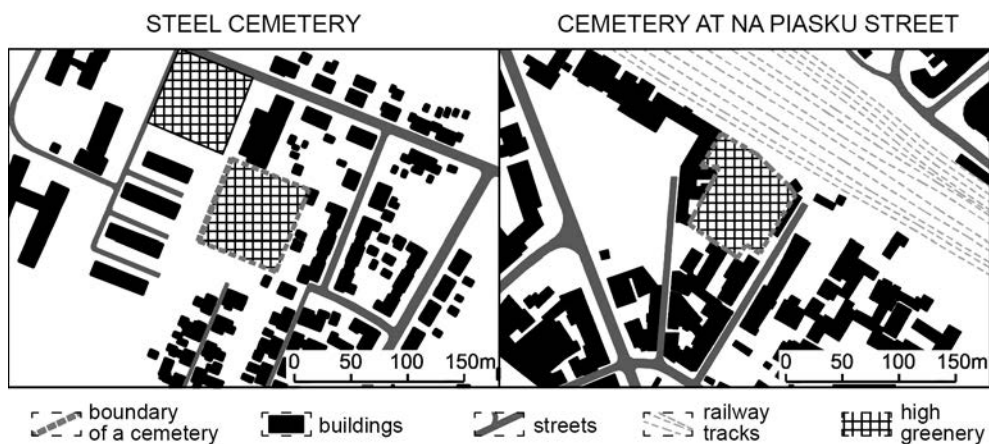 STEEL CEMETERY
CEMETERY AT NA PIASKU STREET
0 50 100 150m
0 50 100 150m
boundary
of a cemetery
buildings
streets
railway
tracks
high
greenery